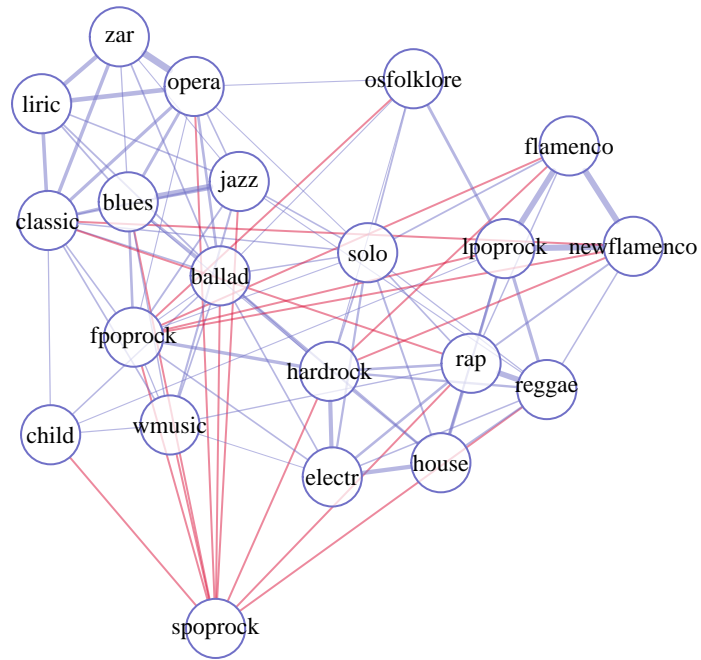 zar
opera
osfolklore
liric
flamenco
jazz
blues
classic
solo
lpoprock
newflamenco
ballad
fpoprock
hardrock
rap
reggae
child
wmusic
electr
house
spoprock